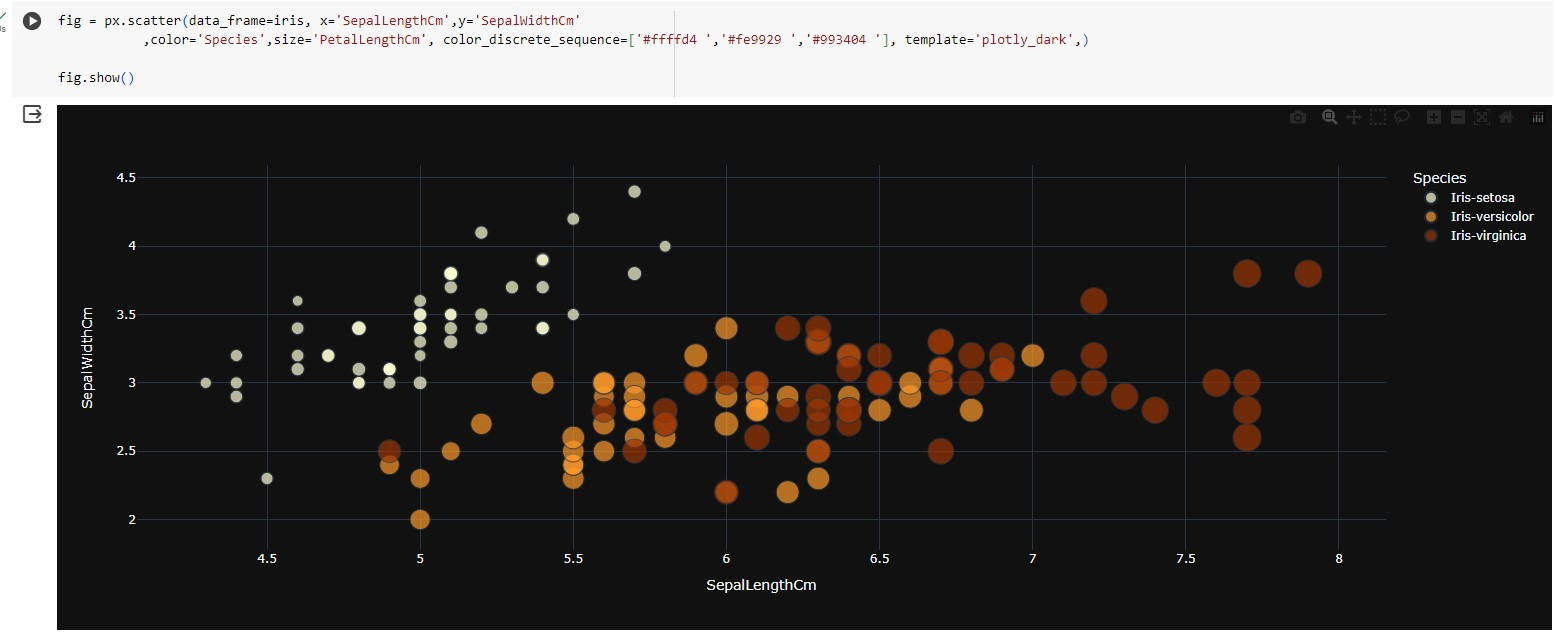 fig = px.scatter(data_frame=iris, x='SepalLengthCm',y='SepalWidthCm'
,color='Species',size='PetalLengthCm', color_discrete_sequence=['#ffffd4 ','#fe9929 ','#993404 '], template='plotly_dark',)
fig.show()
Species
Iris-setosa
Iris-versicolor
Iris-virginica
SepalWidthCm
4.5
4
3.5
3
2.5
2
4.5 5 5.5 6 6.5 7 7.5 8
SepalLengthCm